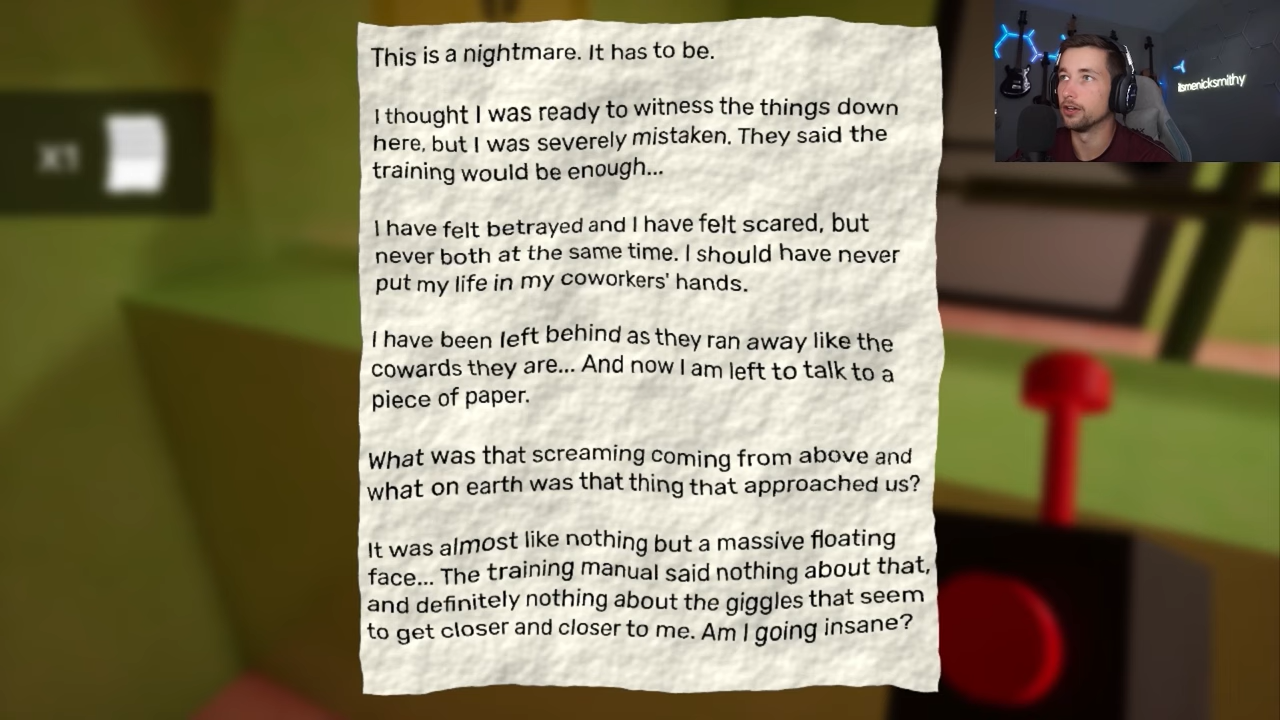 This is a nightmare. It has to be.
I thought I was ready to witness the things down
here, but I was severely mistaken. They said the
training would be enough...
I have felt betrayed and I have felt scared, but
never both at the same time. I should have never
put my life in my coworkers' hands.
I have been left behind as they ran away like the
cowards they are... And now I am left to talk to a
piece of paper.
What was that screaming coming from above and
what on earth was that thing that approached us?
It was almost like nothing but a massive floating
face... The training manual said nothing about that,
and definitely nothing about the giggles that seem
to get closer and closer to me. Am I going insane?
X1
itsmenicksmithy